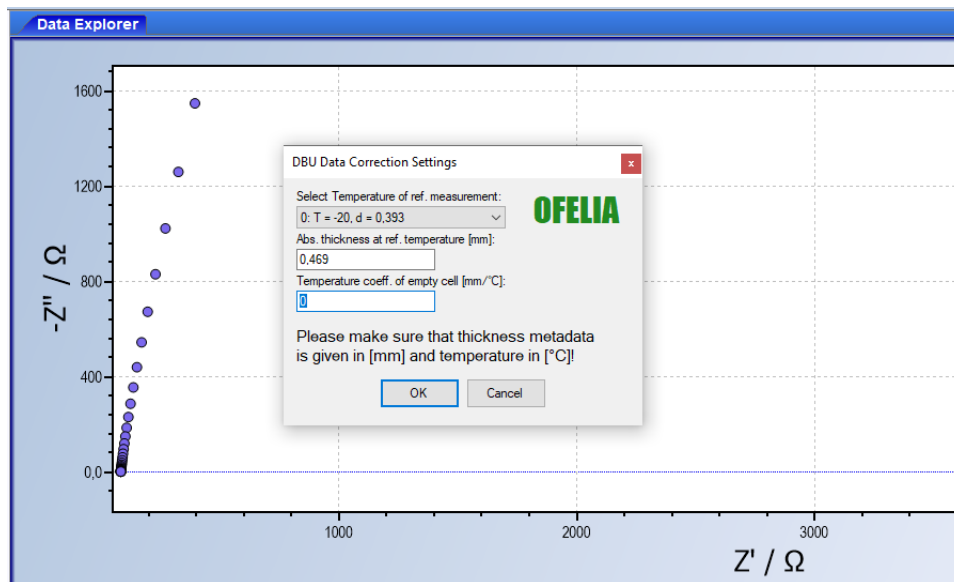 Data Explorer
-Z'' / Ω
1600
1200
800
400
0,0
1000
2000
3000
Z' / Ω
DBU Data Correction Settings
x
Select Temperature of ref. measurement:
0: T = -20, d = 0,393
OFELIA
Abs. thickness at ref. temperature [mm]:
0,469
Temperature coeff. of empty cell [mm/°C]:
0
Please make sure that thickness metadata
is given in [mm] and temperature in [°C]!
OK
Cancel